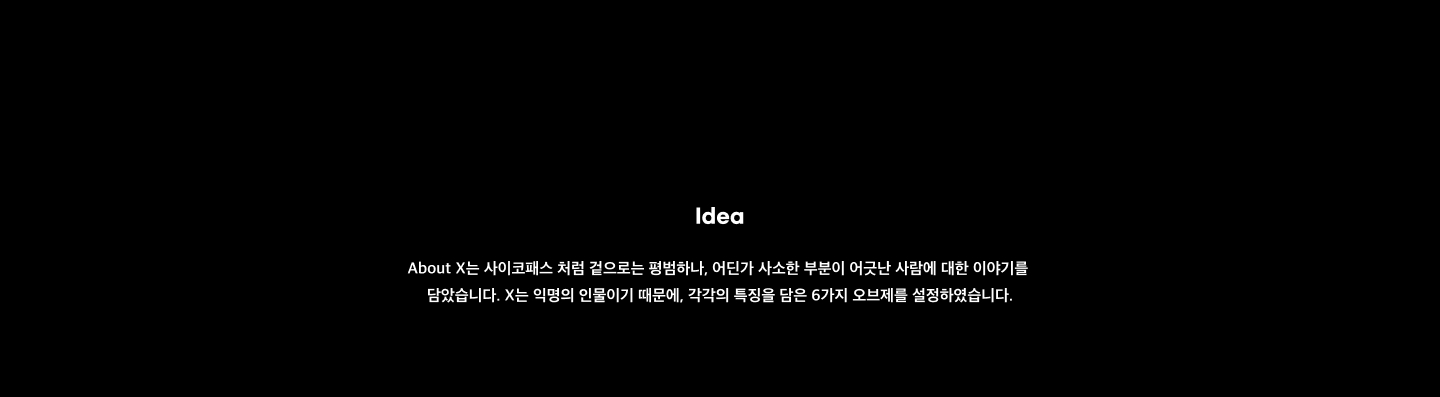 Idea
About X는 사이코패스 처럼 겉으로는 평범하나, 어딘가 사소한 부분이 어긋난 사람에 대한 이야기를
담았습니다. X는 익명의 인물이기 때문에, 각각의 특징을 담은 6가지 오브제를 설정하였습니다.